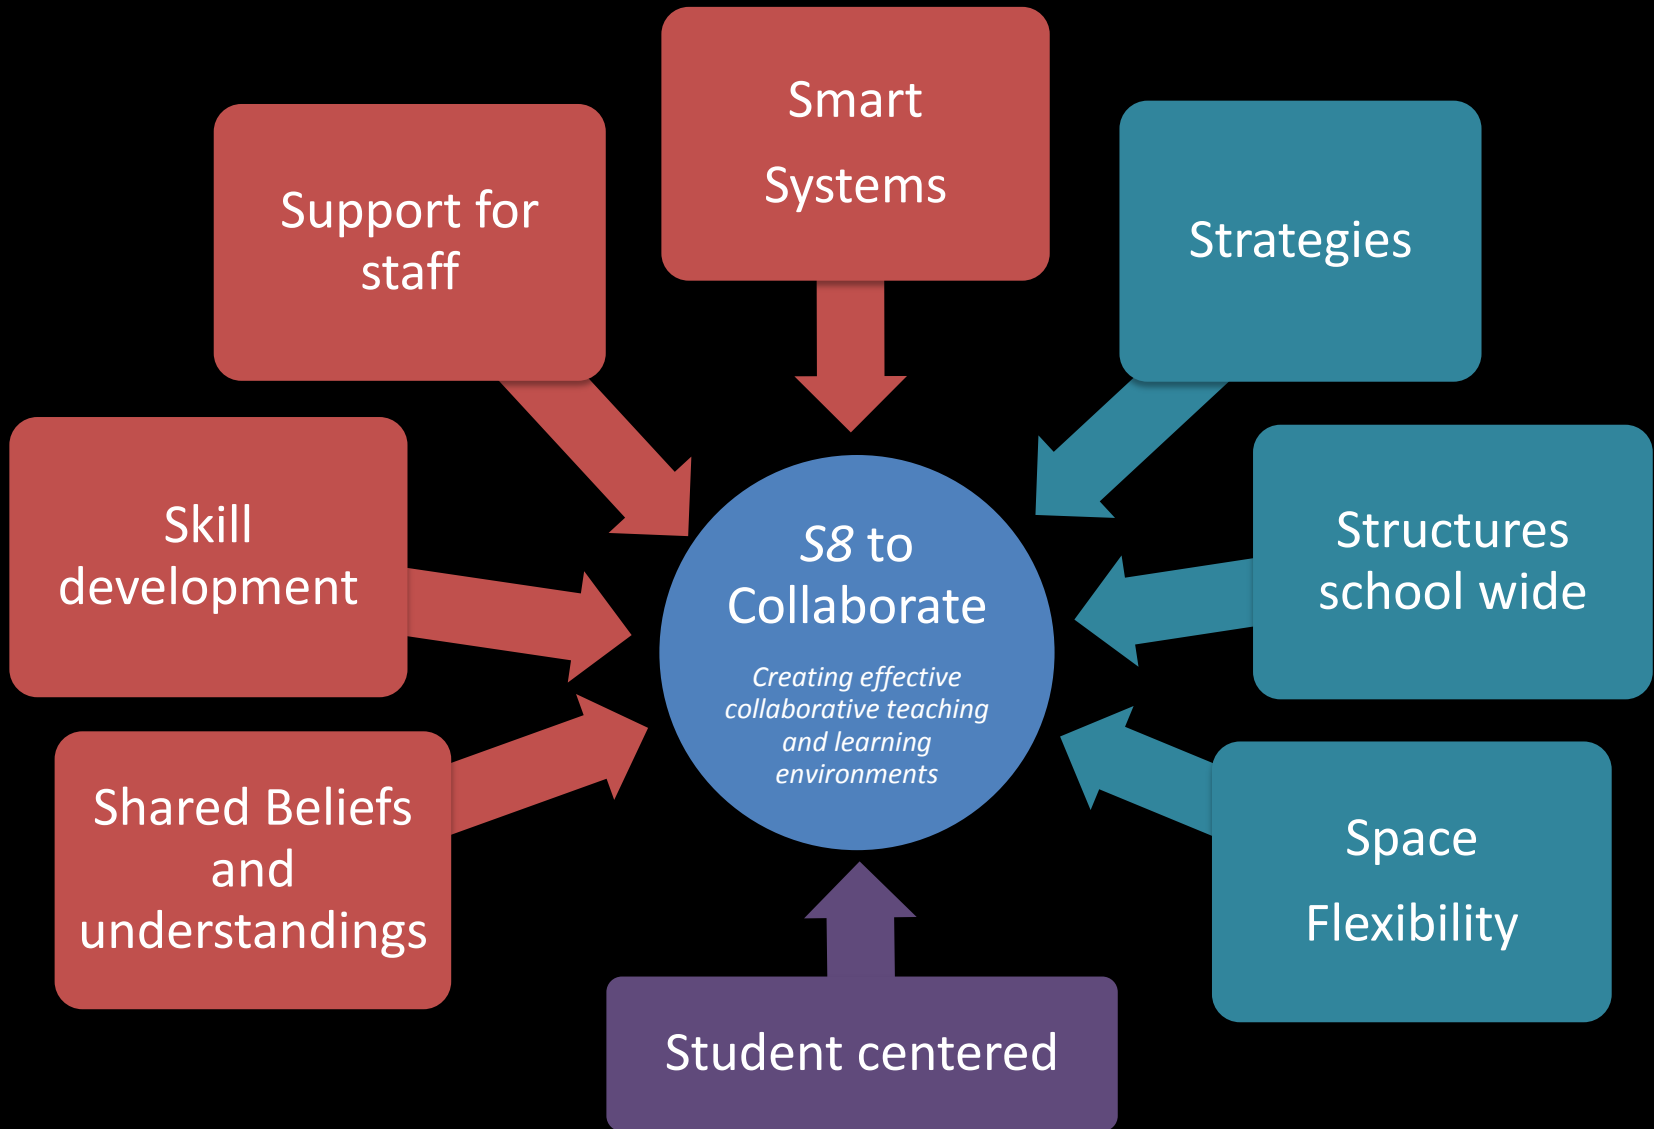 Smart
Systems
Support for
staff
Strategies
Skill
development
S8 to
Collaborate
Creating effective
collaborative teaching
and learning
environments
Structures
school wide
Shared Beliefs
and
understandings
Space
Flexibility
Student centered